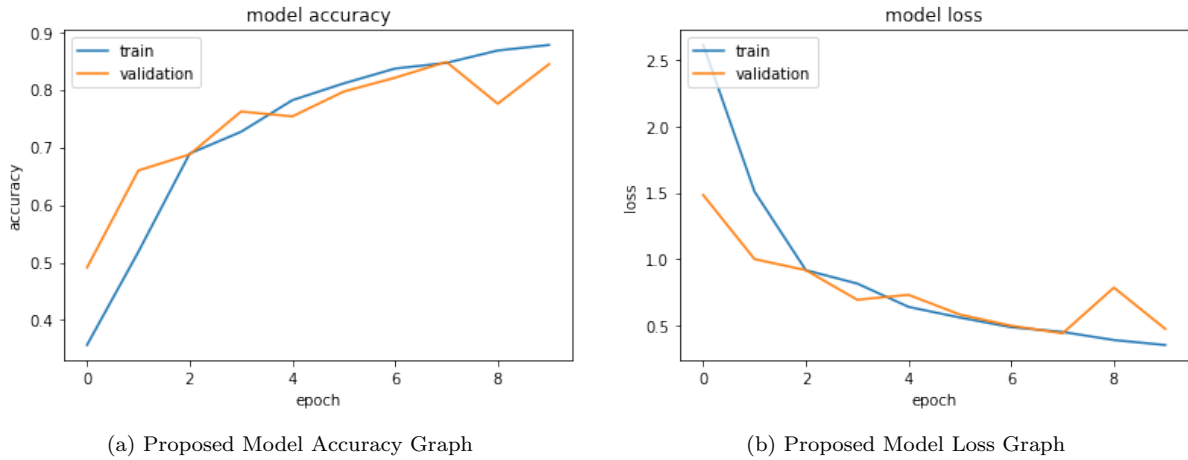 model accuracy
train
validation
0.9
0.8
0.7
0.6
0.5
0.4
accuracy
0 2 4 6 8
epoch
(a) Proposed Model Accuracy Graph
model loss
train
validation
2.5
2.0
1.5
1.0
0.5
loss
0 2 4 6 8
epoch
(b) Proposed Model Loss Graph